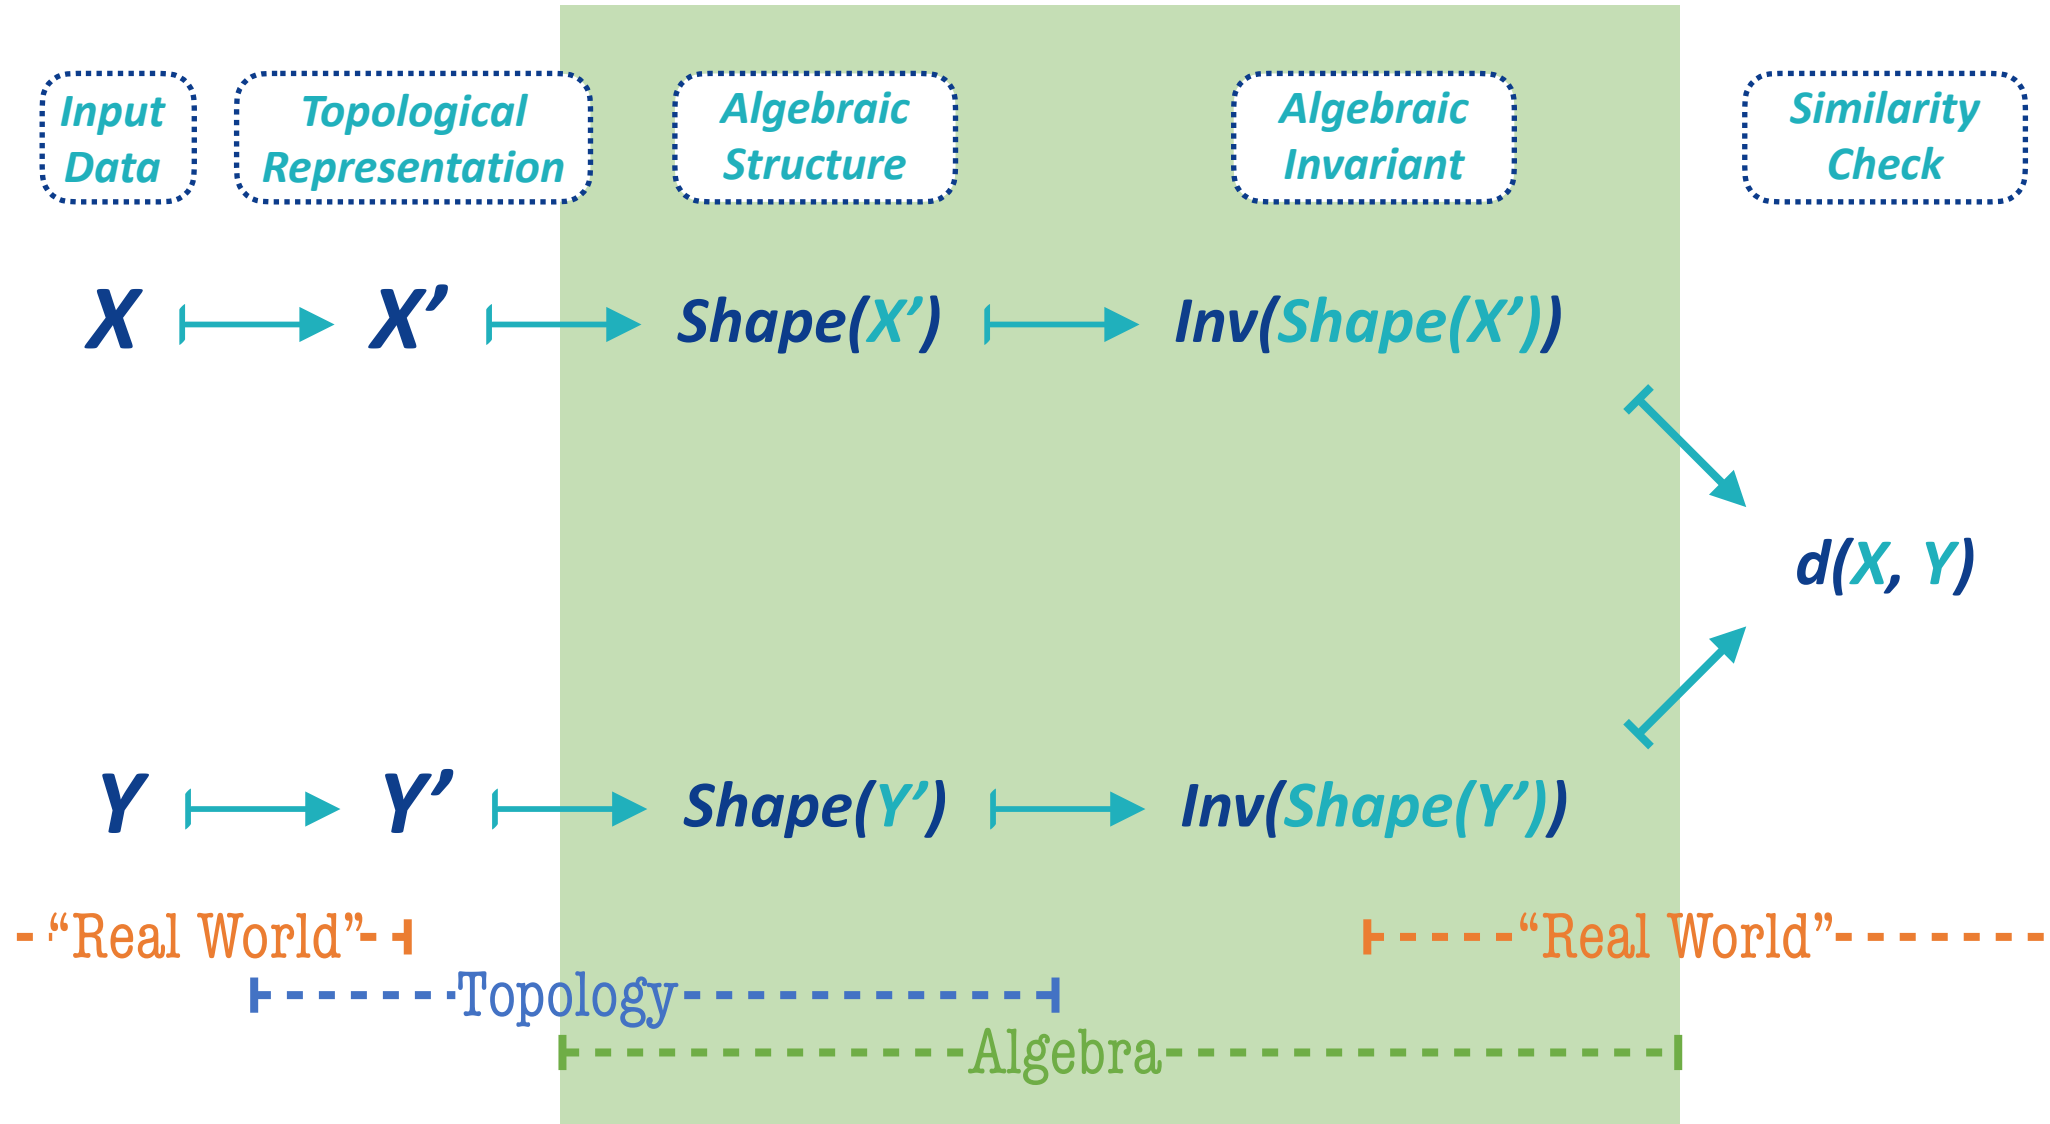 Input
Data
Topological
Representation
Algebraic
Structure
Algebraic
Invariant
Similarity
Check
X
X’
Shape(X’)
Inv(Shape(X’))
d(X, Y)
Y
Y’
Shape(Y’)
Inv(Shape(Y’))
“Real World”
“Real World”
Topology
Algebra